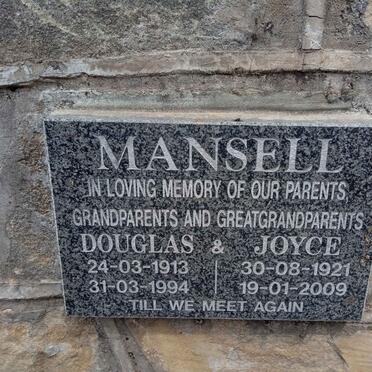 MANSELL
IN LOVING MEMORY OF OUR PARENTS,
GRANDPARENTS AND GREATGRANDPARENTS
DOUGLAS & JOYCE
24-03-1913 | 30-08-1921
31-03-1994 | 19-01-2009
TILL WE MEET AGAIN